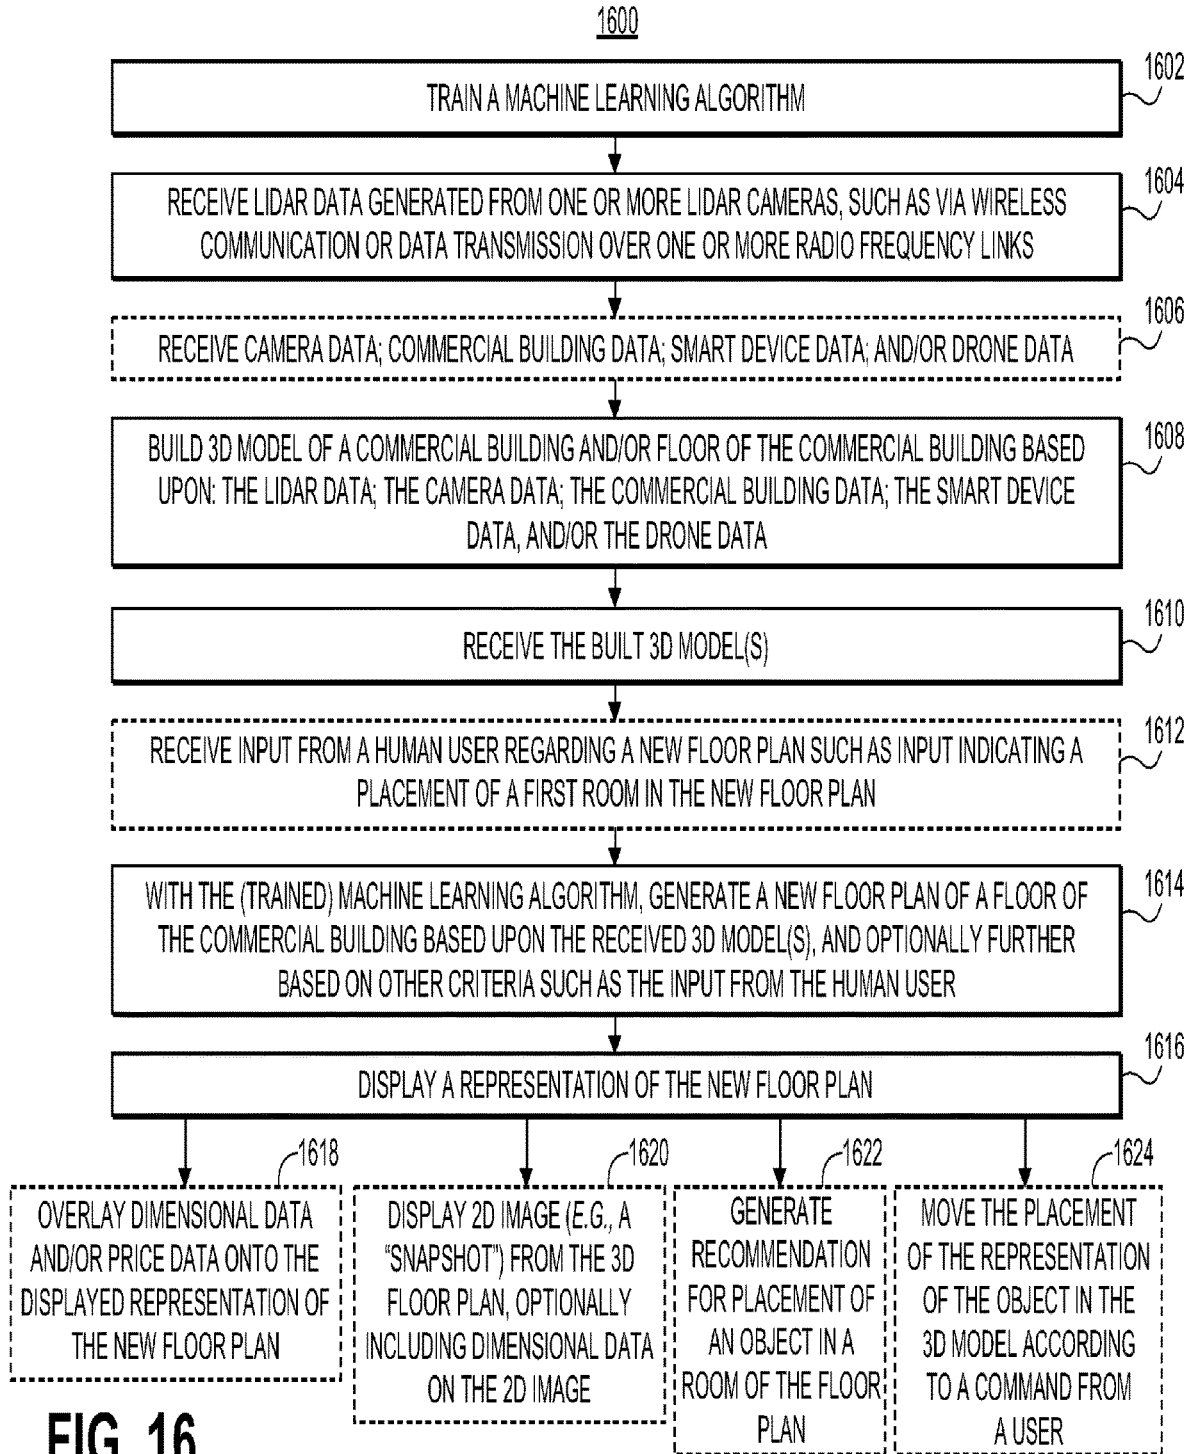 1600
TRAIN A MACHINE LEARNING ALGORITHM
1602
RECEIVE LIDAR DATA GENERATED FROM ONE OR MORE LIDAR CAMERAS, SUCH AS VIA WIRELESS
COMMUNICATION OR DATA TRANSMISSION OVER ONE OR MORE RADIO FREQUENCY LINKS
1604
RECEIVE CAMERA DATA; COMMERCIAL BUILDING DATA; SMART DEVICE DATA; AND/OR DRONE DATA
1606
BUILD 3D MODEL OF A COMMERCIAL BUILDING AND/OR FLOOR OF THE COMMERCIAL BUILDING BASED
UPON: THE LIDAR DATA; THE CAMERA DATA; THE COMMERCIAL BUILDING DATA; THE SMART DEVICE
DATA, AND/OR THE DRONE DATA
1608
RECEIVE THE BUILT 3D MODEL(S)
1610
RECEIVE INPUT FROM A HUMAN USER REGARDING A NEW FLOOR PLAN SUCH AS INPUT INDICATING A
PLACEMENT OF A FIRST ROOM IN THE NEW FLOOR PLAN
1612
WITH THE (TRAINED) MACHINE LEARNING ALGORITHM, GENERATE A NEW FLOOR PLAN OF A FLOOR OF
THE COMMERCIAL BUILDING BASED UPON THE RECEIVED 3D MODEL(S), AND OPTIONALLY FURTHER
BASED ON OTHER CRITERIA SUCH AS THE INPUT FROM THE HUMAN USER
1614
DISPLAY A REPRESENTATION OF THE NEW FLOOR PLAN
1616
1618
OVERLAY DIMENSIONAL DATA
AND/OR PRICE DATA ONTO THE
DISPLAYED REPRESENTATION OF
THE NEW FLOOR PLAN
1620
DISPLAY 2D IMAGE (E.G., A
“SNAPSHOT”) FROM THE 3D
FLOOR PLAN, OPTIONALLY
INCLUDING DIMENSIONAL DATA
ON THE 2D IMAGE
1622
GENERATE
RECOMMENDATION
FOR PLACEMENT OF
AN OBJECT IN A
ROOM OF THE FLOOR
PLAN
1624
MOVE THE PLACEMENT
OF THE REPRESENTATION
OF THE OBJECT IN THE
3D MODEL ACCORDING
TO A COMMAND FROM
A USER
FIG. 16